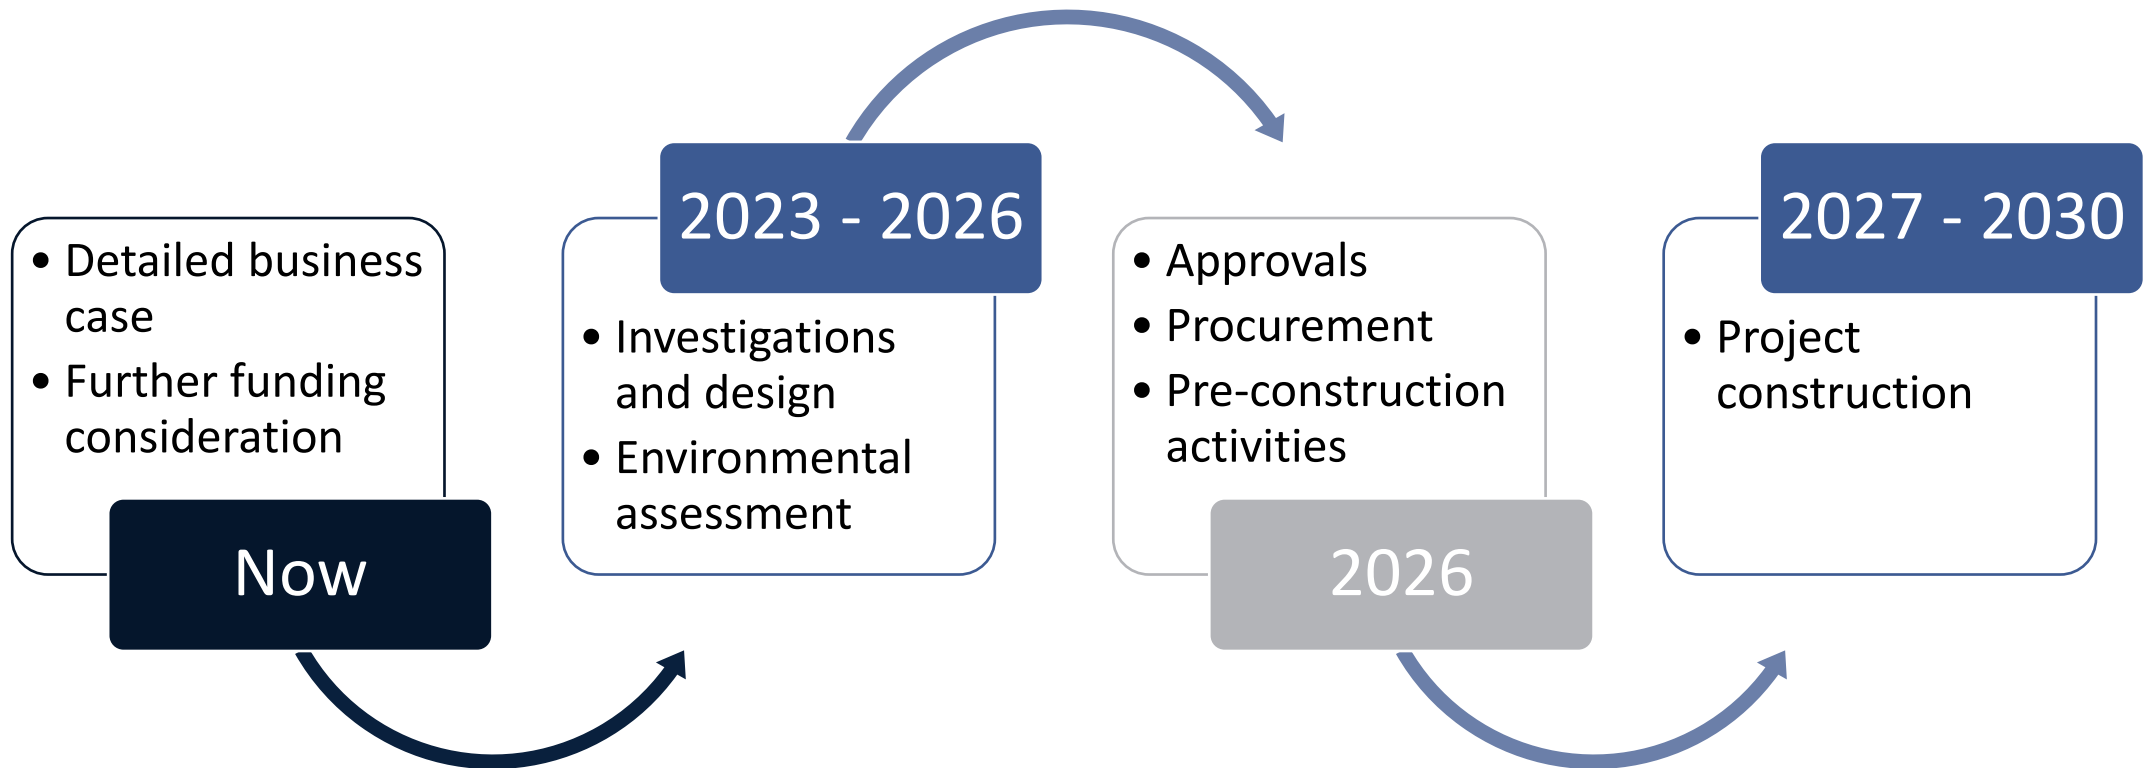 • Detailed business
case
• Further funding
consideration
Now
2023 - 2026
• Investigations
and design
• Environmental
assessment
• Approvals
• Procurement
• Pre-construction
activities
2026
2027 - 2030
• Project
construction